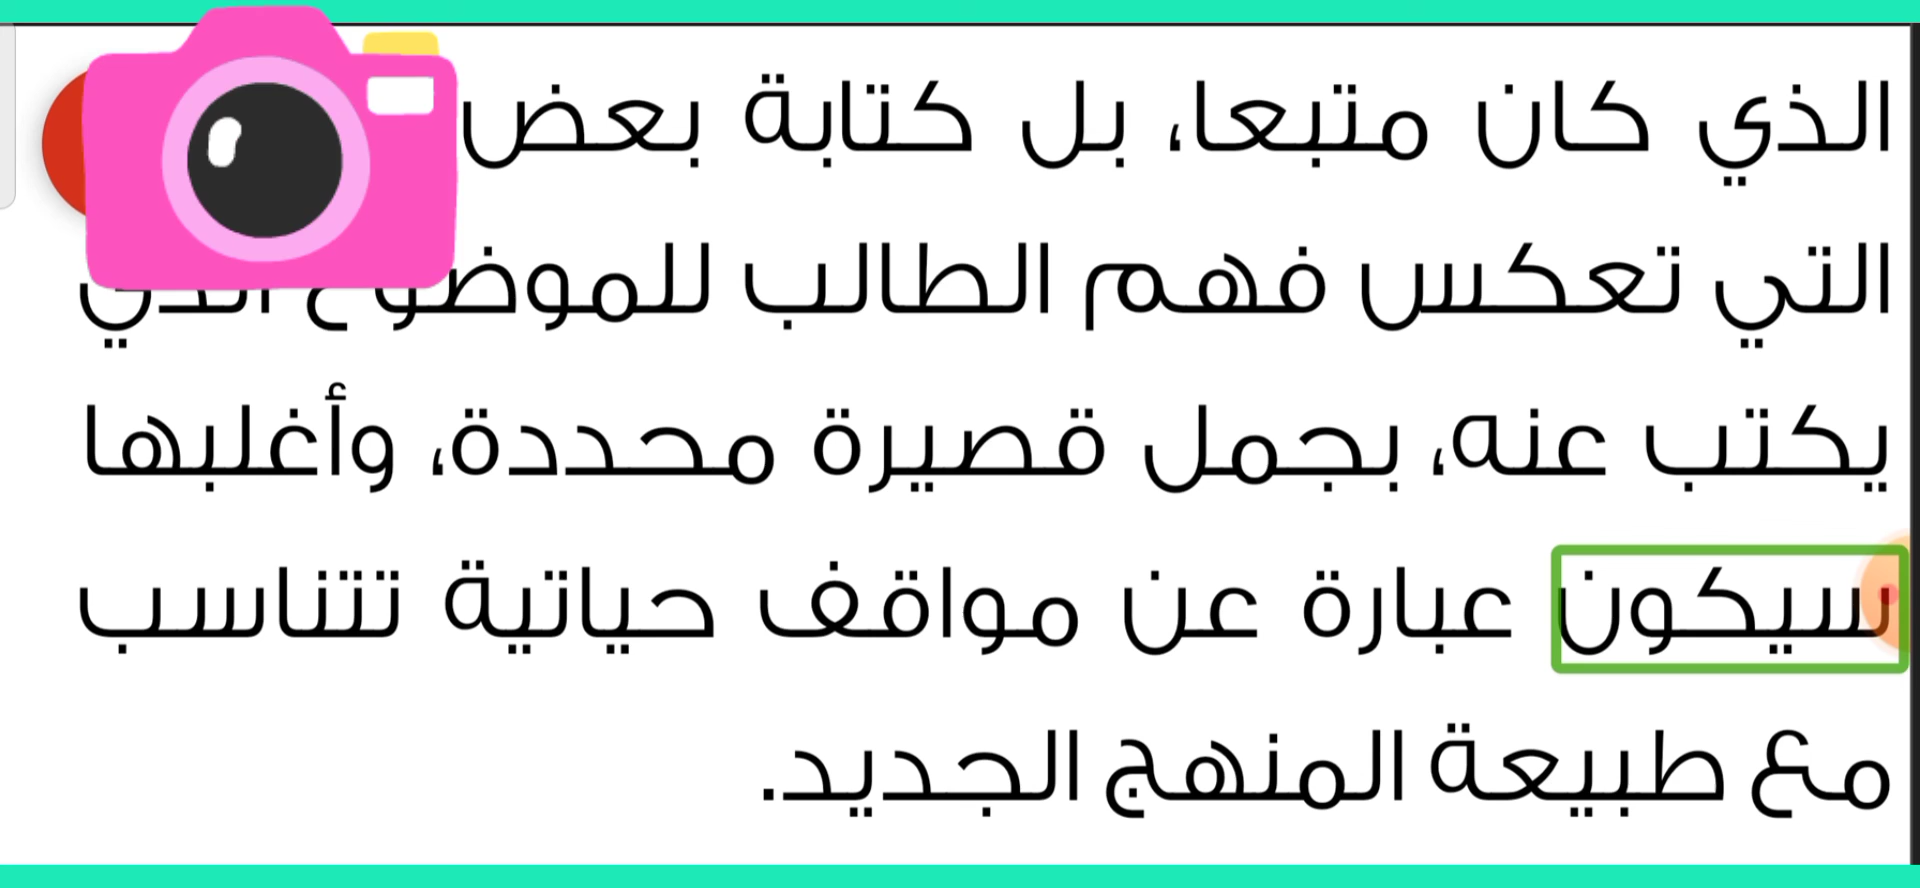 الذي كان متبعا، بل كتابة بعض
التي تعكس فهم الطالب للموضوع الذي
يكتب عنه، بجمل قصيرة محددة، وأغلبها
سيكون عبارة عن مواقف حياتية تتناسب
مع طبيعة المنهج الجديد.